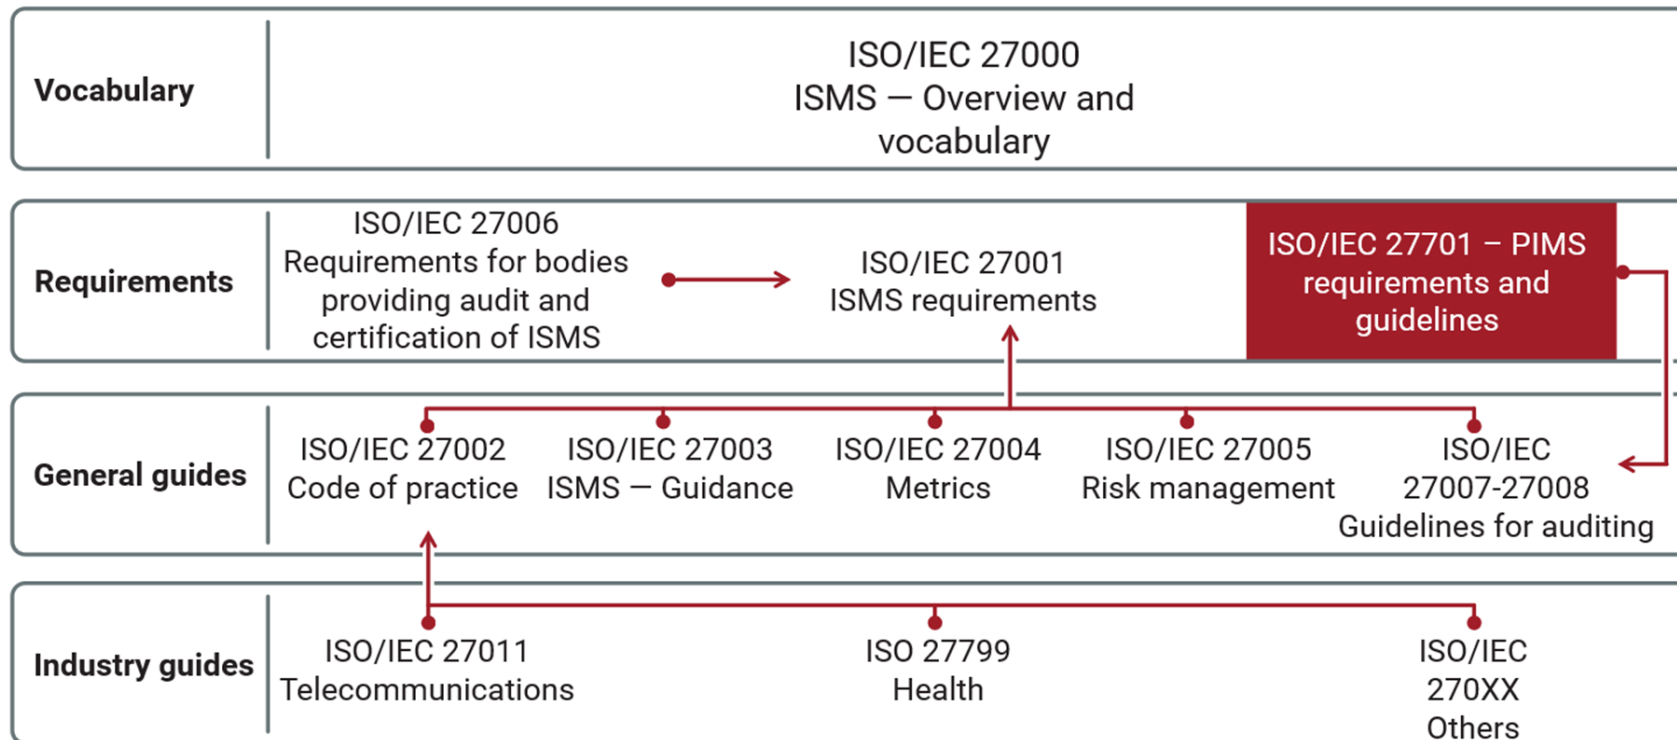 Vocabulary
ISO/IEC 27000
ISMS — Overview and
vocabulary
Requirements
ISO/IEC 27006
Requirements for bodies
providing audit and
certification of ISMS
ISO/IEC 27001
ISMS requirements
ISO/IEC 27701 – PIMS
requirements and
guidelines
General guides
ISO/IEC 27002
Code of practice
ISO/IEC 27003
ISMS — Guidance
ISO/IEC 27004
Metrics
ISO/IEC 27005
Risk management
ISO/IEC
27007-27008
Guidelines for auditing
Industry guides
ISO/IEC 27011
Telecommunications
ISO 27799
Health
ISO/IEC
270XX
Others